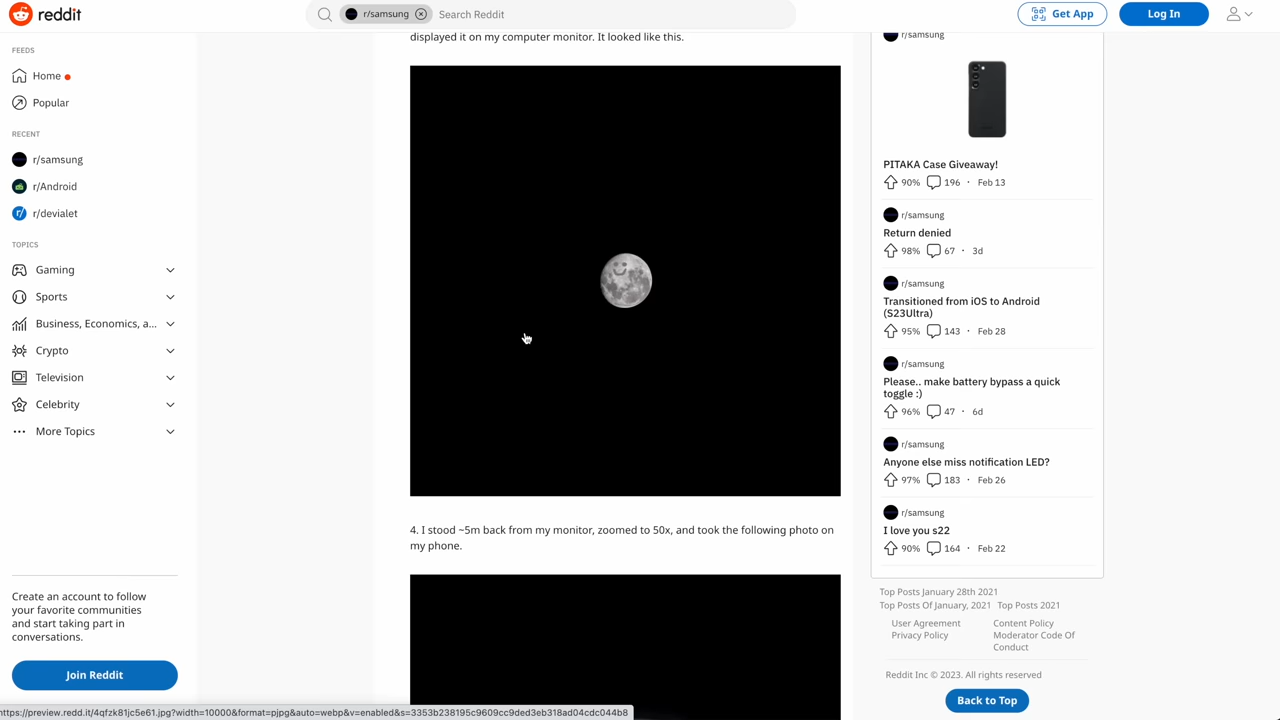 reddit
r/samsung
Search Reddit
Get App
Log In
FEEDS
Home
Popular
RECENT
r/samsung
r/Android
r/devialet
TOPICS
Gaming
Sports
Business, Economics, a...
Crypto
Television
Celebrity
More Topics
Create an account to follow
your favorite communities
and start taking part in
conversations.
Join Reddit
displayed it on my computer monitor. It looked like this.
4. I stood ~5m back from my monitor, zoomed to 50x, and took the following photo on
my phone.
r/samsung
PITAKA Case Giveaway!
90% 196 · Feb 13
r/samsung
Return denied
98% 67 · 3d
r/samsung
Transitioned from iOS to Android
(S23Ultra)
95% 143 · Feb 28
r/samsung
Please.. make battery bypass a quick
toggle :)
96% 47 · 6d
r/samsung
Anyone else miss notification LED?
97% 183 · Feb 26
r/samsung
I love you s22
90% 164 · Feb 22
Top Posts January 28th 2021
Top Posts Of January, 2021 Top Posts 2021
User Agreement
Privacy Policy
Content Policy
Moderator Code Of
Conduct
Reddit Inc © 2023. All rights reserved
Back to Top
https://preview.redd.it/4qfzk81jc5e61.jpg?width=10000&format=pjpg&auto=webp&v=enabled&s=3353b238195c9609cc9ded3eb318ad04cdc044b8